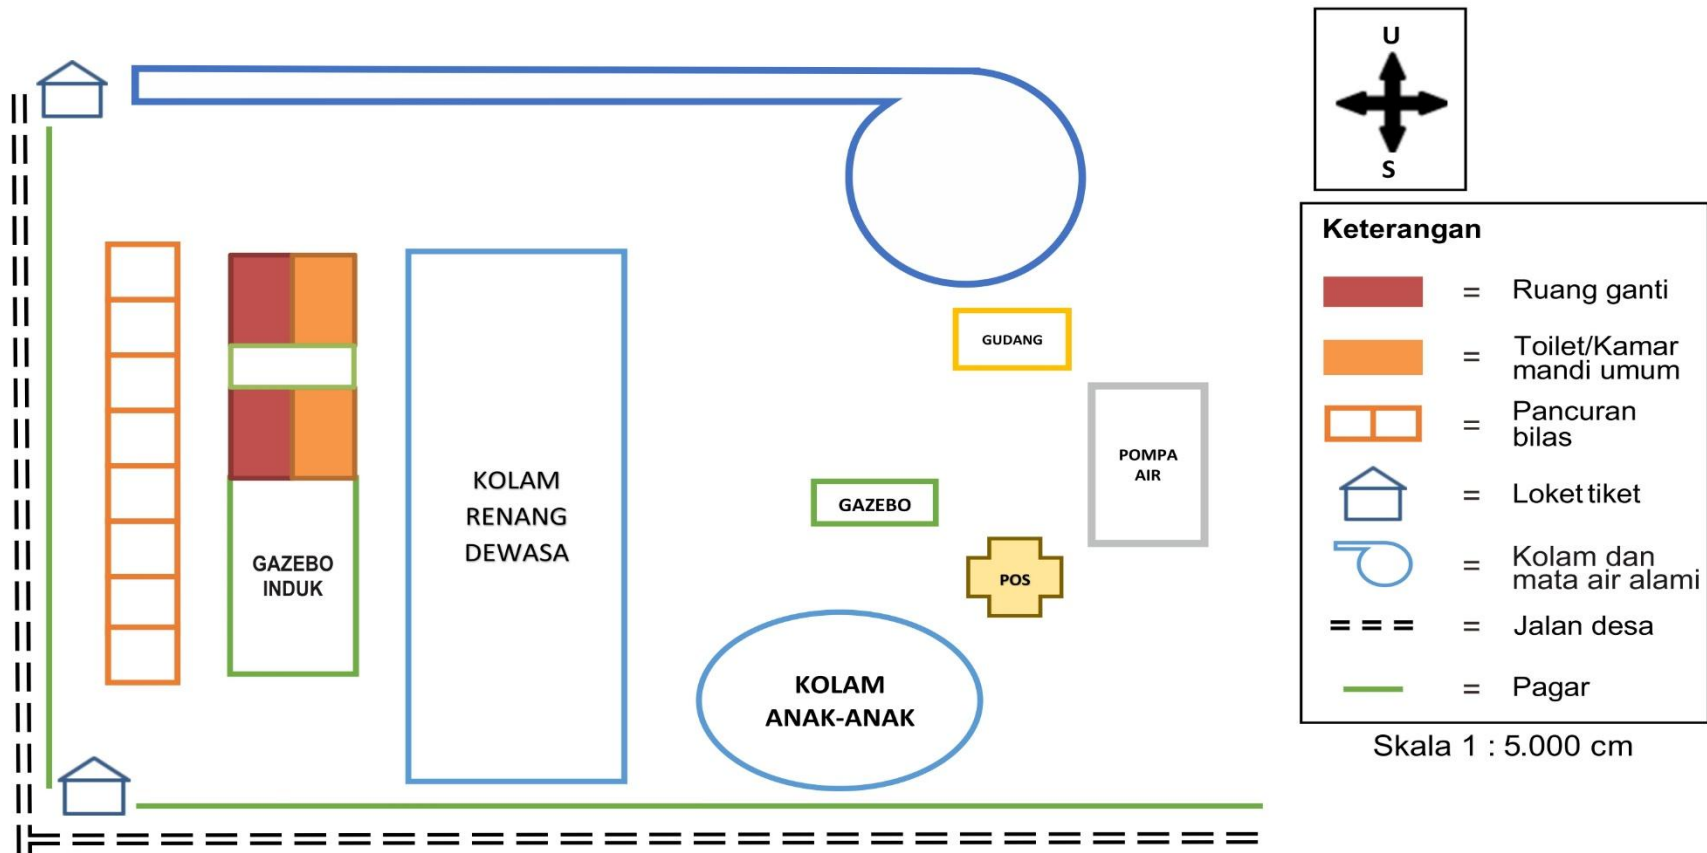 U
S
GUDANG
POMPA
AIR
KOLAM
RENANG
DEWASA
GAZEBO
GAZEBO
INDUK
POS
KOLAM
ANAK-ANAK
Keterangan
= Ruang ganti
= Toilet/Kamar
mandi umum
= Pancuran
bilas
= Loket tiket
= Kolam dan
mata air alami
= Jalan desa
= Pagar
Skala 1 : 5.000 cm